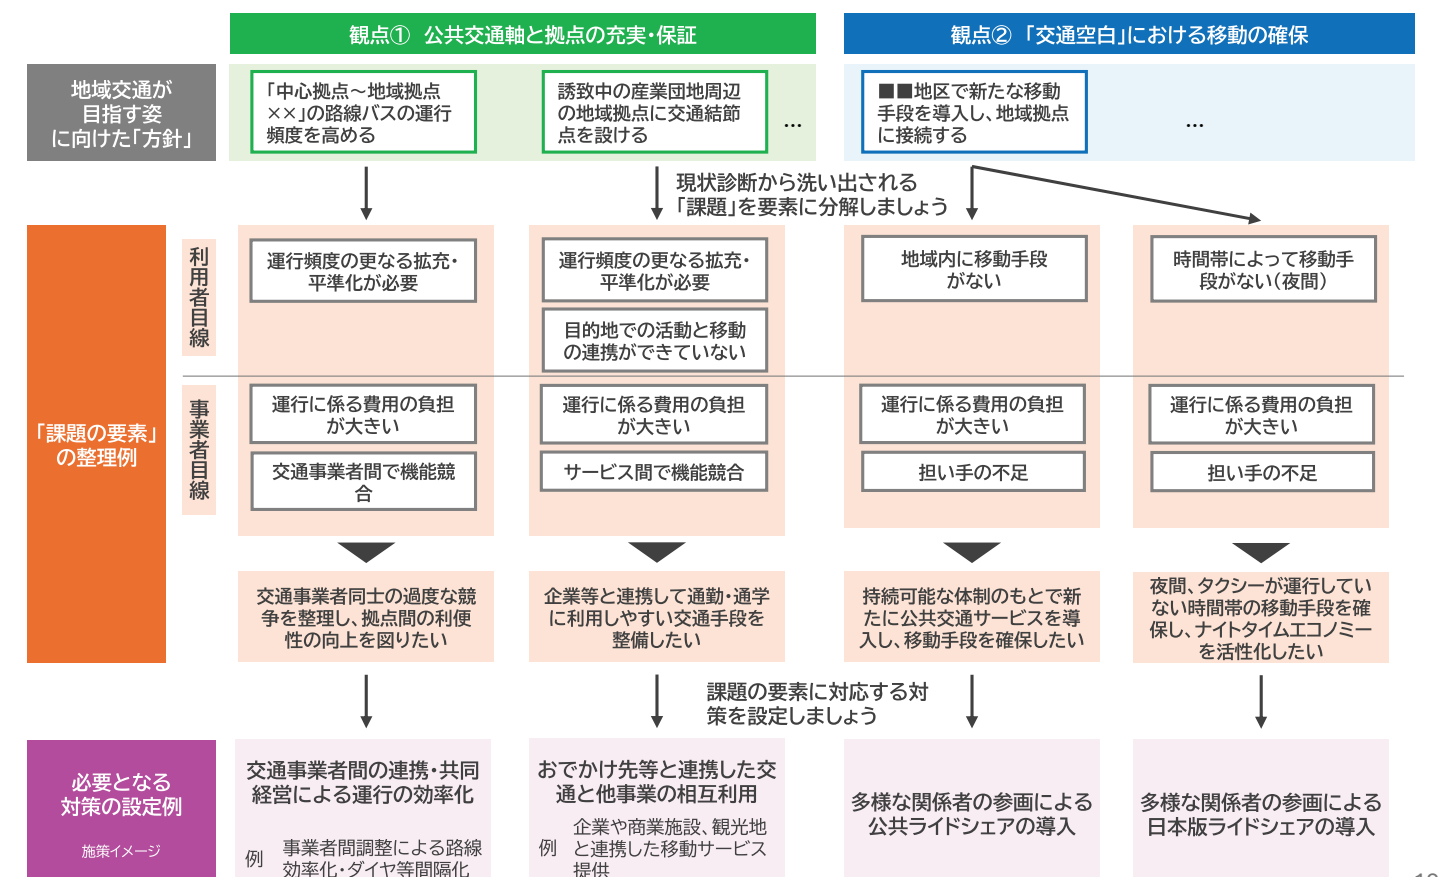 観点① 公共交通軸と拠点の充実・保証
観点② 「交通空白」における移動の確保
地域交通が
目指す姿
に向けた「方針」
「中心拠点～地域拠点
××」の路線バスの運行
頻度を高める
誘致中の産業団地周辺
の地域拠点に交通結節
点を設ける
…
■■地区で新たな移動
手段を導入し、地域拠点
に接続する
…
現状診断から洗い出される
「課題」を要素に分解しましょう
「課題の要素」
の整理例
利用者目線
運行頻度の更なる拡充・
平準化が必要
運行頻度の更なる拡充・
平準化が必要
目的地での活動と移動
の連携ができていない
地域内に移動手段
がない
時間帯によって移動手
段がない（夜間）
事業者目線
運行に係る費用の負担
が大きい
交通事業者間で機能競
合
運行に係る費用の負担
が大きい
サービス間で機能競合
運行に係る費用の負担
が大きい
担い手の不足
運行に係る費用の負担
が大きい
担い手の不足
交通事業者同士の過度な競
争を整理し、拠点間の利便
性の向上を図りたい
企業等と連携して通勤・通学
に利用しやすい交通手段を
整備したい
持続可能な体制のもとで新
たに公共交通サービスを導
入し、移動手段を確保したい
夜間、タクシーが運行してい
ない時間帯の移動手段を確
保し、ナイトタイムエコノミー
を活性化したい
課題の要素に対応する対
策を設定しましょう
必要となる
対策の設定例
施策イメージ
交通事業者間の連携・共同
経営による運行の効率化
例 事業者間調整による路線
効率化・ダイヤ等間隔化
おでかけ先等と連携した交
通と他事業の相互利用
例 企業や商業施設、観光地
と連携した移動サービス
提供
多様な関係者の参画による
公共ライドシェアの導入
多様な関係者の参画による
日本版ライドシェアの導入